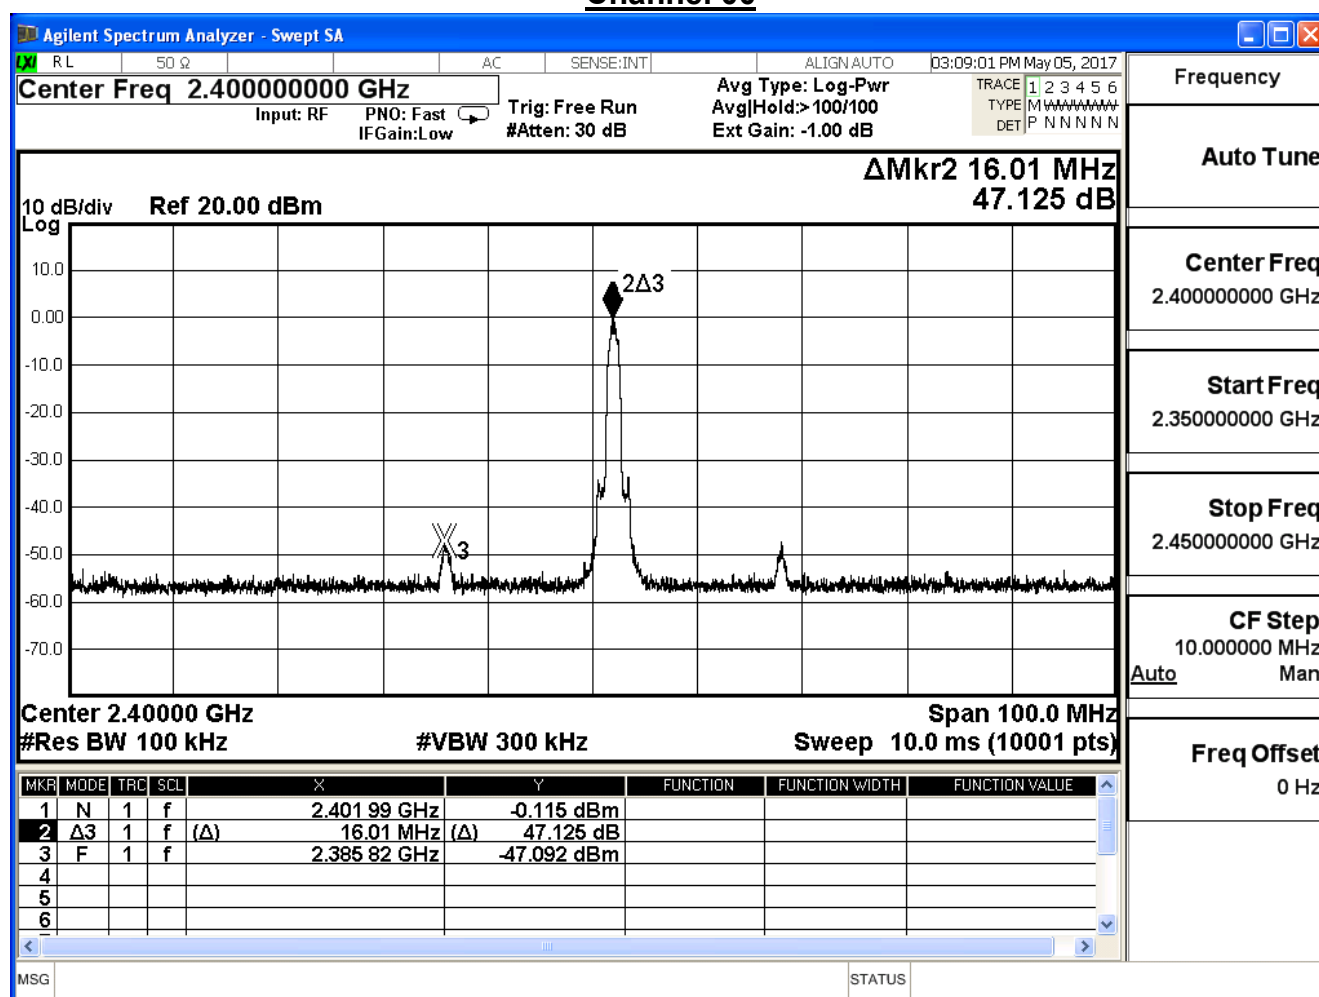 Agilent Spectrum Analyzer - Swept SA
LXI RL 50 Ω AC SENSE:INT ALIGN AUTO 03:09:01 PM May 05, 2017
Center Freq 2.400000000 GHz
Input: RF PNO: Fast Trig: Free Run Avg Type: Log-Pwr TRACE 1 2 3 4 5 6
IFGain:Low #Atten: 30 dB Avg|Hold:>100/100 TYPE M WWWWW
Ext Gain: -1.00 dB DET P N N N N N
ΔMkr2 16.01 MHz
47.125 dB
10 dB/div Ref 20.00 dBm
Log
10.0
0.00
-10.0
-20.0
-30.0
-40.0
-50.0
-60.0
-70.0
2Δ3
3
Center 2.40000 GHz Span 100.0 MHz
#Res BW 100 kHz #VBW 300 kHz Sweep 10.0 ms (10001 pts)
MKR MODE TRC SCL X Y FUNCTION FUNCTION WIDTH FUNCTION VALUE
1 N 1 f 2.401 99 GHz -0.115 dBm
2 Δ3 1 f (Δ) 16.01 MHz (Δ) 47.125 dB
3 F 1 f 2.385 82 GHz -47.092 dBm
4
5
6
MSG STATUS
Frequency
Auto Tune
Center Freq
2.400000000 GHz
Start Freq
2.350000000 GHz
Stop Freq
2.450000000 GHz
CF Step
10.000000 MHz
Auto Man
Freq Offset
0 Hz